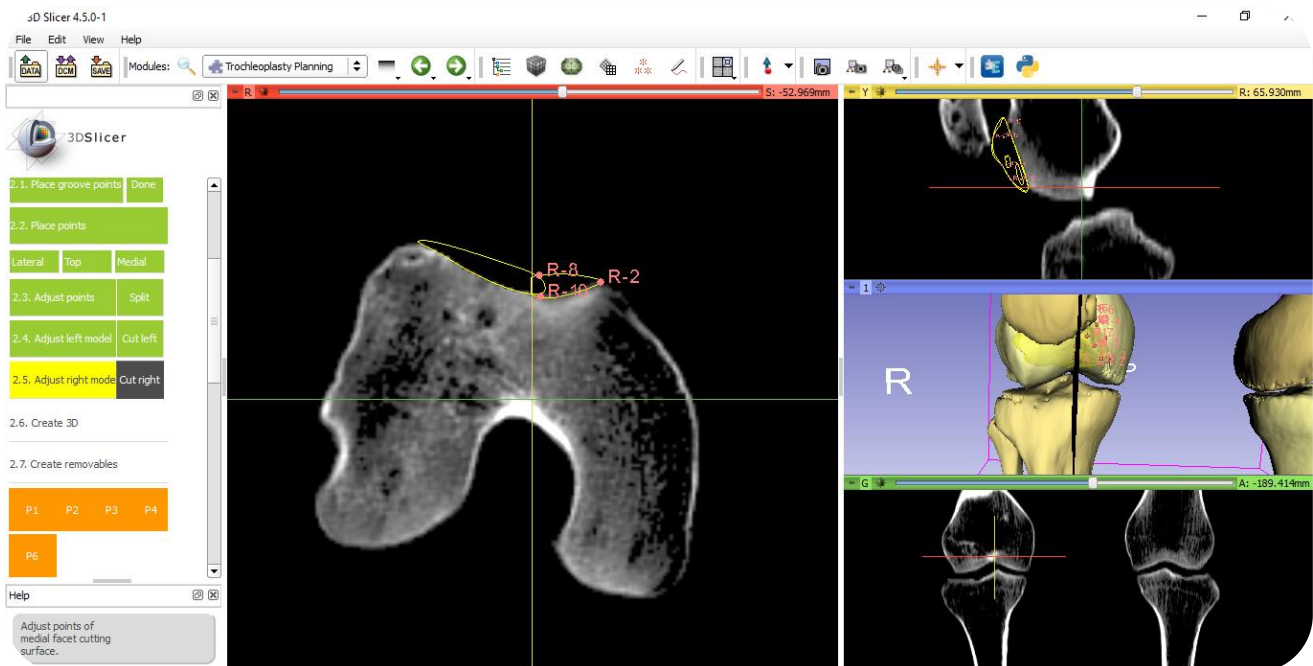 3D Slicer 4.5.0-1
File Edit View Help
DATA DCM SAVE Modules: Trochleoplasty Planning
R S: -52.969mm
Y R: 65.930mm
3DSlicer
2.1. Place groove points Done
2.2. Place points
Lateral Top Medial
2.3. Adjust points Split
2.4. Adjust left model Cut left
2.5. Adjust right mode Cut right
2.6. Create 3D
2.7. Create removables
P1 P2 P3 P4
P6
Help
Adjust points of
medial facet cutting
surface.
R-8
R-2
R-10
1
R
P
G A: -189.414mm